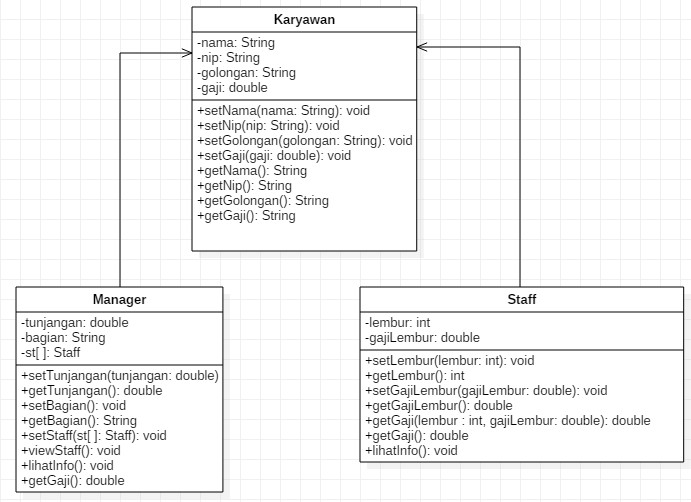 Karyawan
-nama: String
-nip: String
-golongan: String
-gaji: double
+setNama(nama: String): void
+setNip(nip: String): void
+setGolongan(golongan: String): void
+setGaji(gaji: double): void
+getNama(): String
+getNip(): String
+getGolongan(): String
+getGaji(): String
Manager
-tunjangan: double
-bagian: String
-st[ ]: Staff
+setTunjangan(tunjangan: double)
+getTunjangan(): double
+setBagian(): void
+getBagian(): String
+setStaff(st[ ]: Staff): void
+viewStaff(): void
+lihatInfo(): void
+getGaji(): double
Staff
-lembur: int
-gajiLembur: double
+setLembur(lembur: int): void
+getLembur(): int
+setGajiLembur(gajiLembur: double): void
+getGajiLembur(): double
+getGaji(lembur : int, gajiLembur: double): double
+getGaji(): double
+lihatInfo(): void